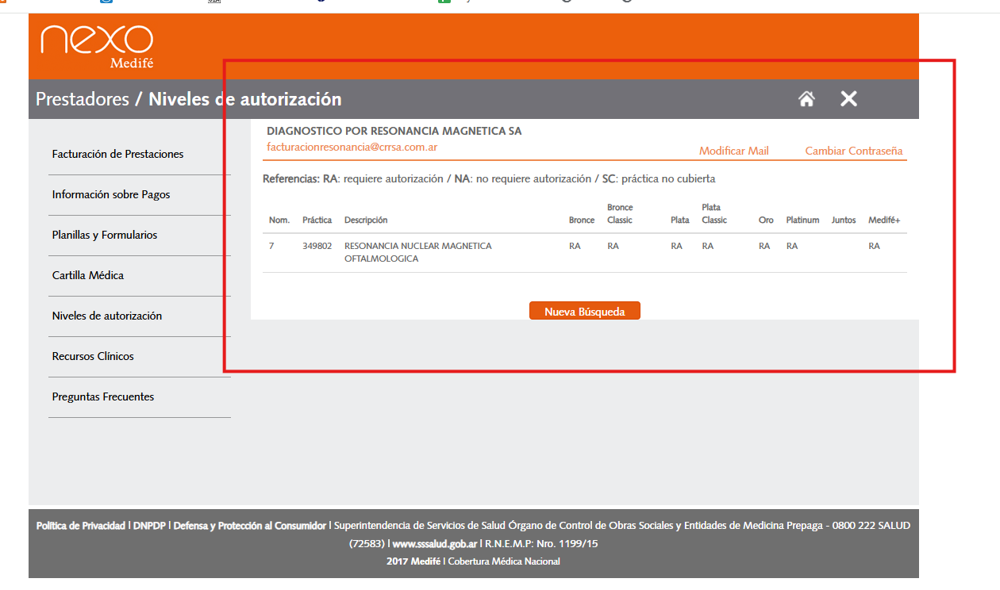 nexo
Medifé
Prestadores / Niveles de autorización
Facturación de Prestaciones
Información sobre Pagos
Planillas y Formularios
Cartilla Médica
Niveles de autorización
Recursos Clínicos
Preguntas Frecuentes
DIAGNOSTICO POR RESONANCIA MAGNETICA SA
facturacionresonancia@crrsa.com.ar
Modificar Mail Cambiar Contraseña
Referencias: RA: requiere autorización / NA: no requiere autorización / SC: práctica no cubierta
Nom. Práctica Descripción Bronce Bronce Classic Plata Plata Classic Oro Platinum Juntos Medifé+
7 349802 RESONANCIA NUCLEAR MAGNETICA RA RA RA RA RA RA RA
OFTALMOLOGICA
Nueva Búsqueda
Política de Privacidad | DNPDP | Defensa y Protección al Consumidor | Superintendencia de Servicios de Salud Órgano de Control de Obras Sociales y Entidades de Medicina Prepaga - 0800 222 SALUD
(72583) | www.sssalud.gob.ar | R.N.E.M.P: Nro. 1199/15
2017 Medifé | Cobertura Médica Nacional